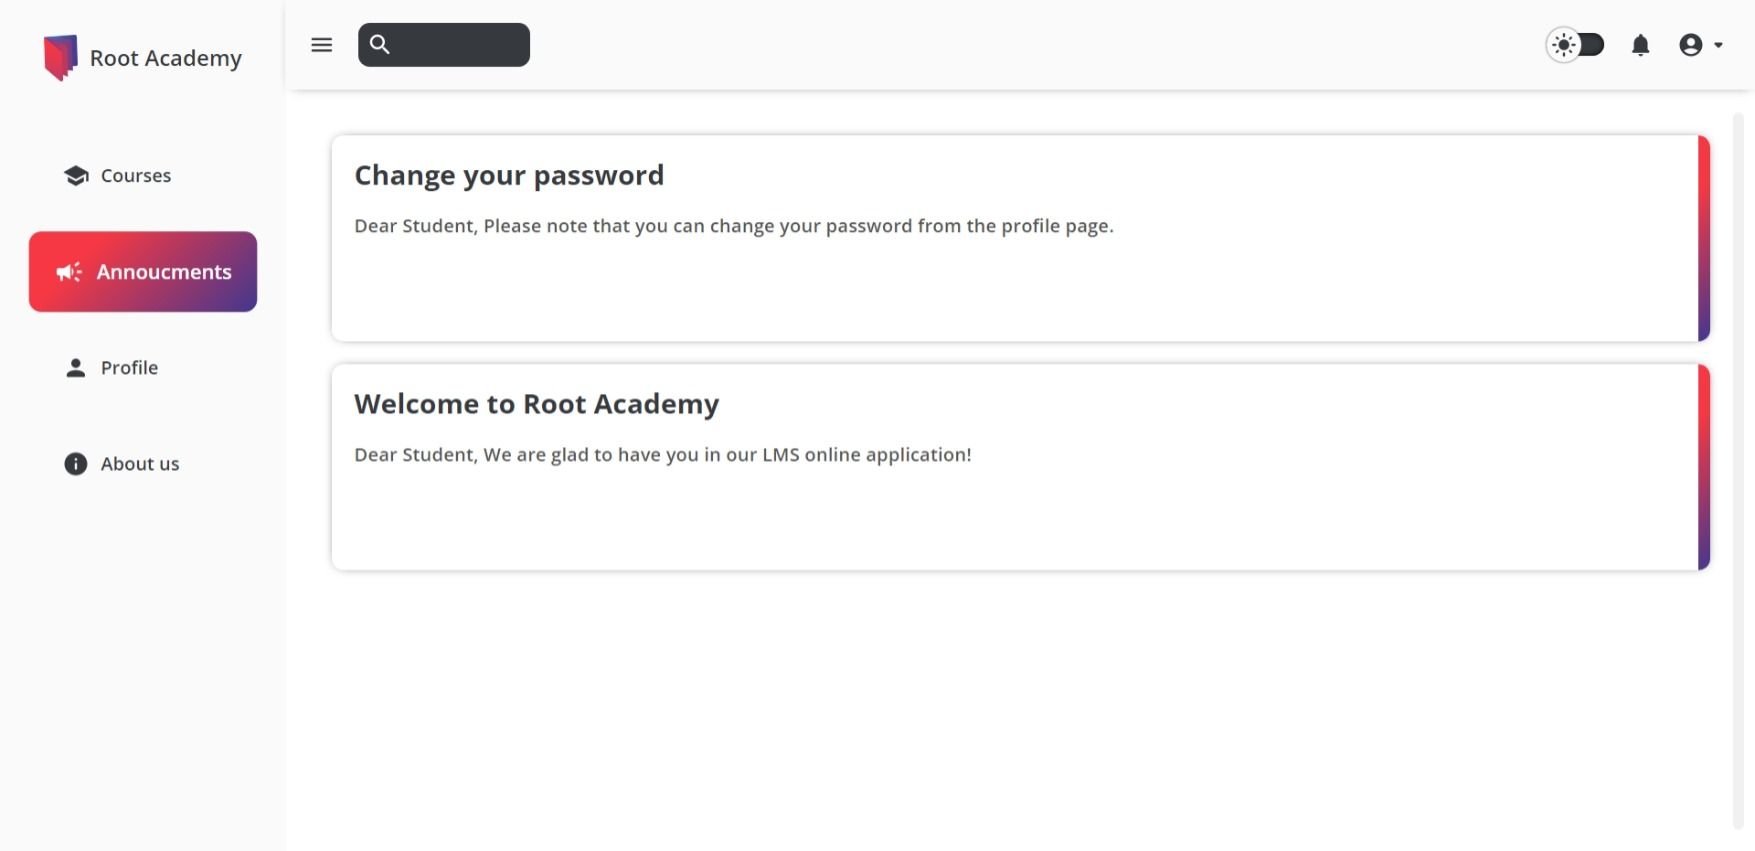 Root Academy
Courses
Annoucments
Profile
About us
Change your password
Dear Student, Please note that you can change your password from the profile page.
Welcome to Root Academy
Dear Student, We are glad to have you in our LMS online application!